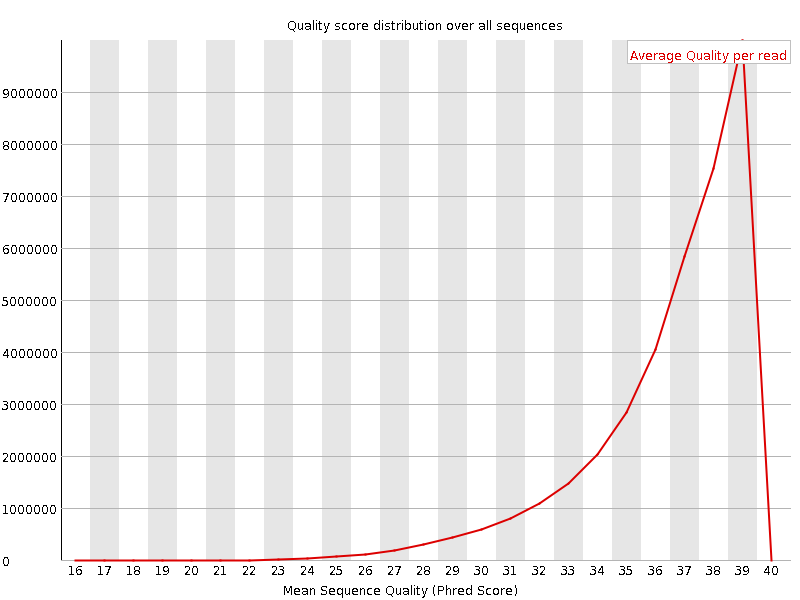 Quality score distribution over all sequences
Average Quality per read
9000000
8000000
7000000
6000000
5000000
4000000
3000000
2000000
1000000
0
16 17 18 19 20 21 22 23 24 25 26 27 28 29 30 31 32 33 34 35 36 37 38 39 40
Mean Sequence Quality (Phred Score)